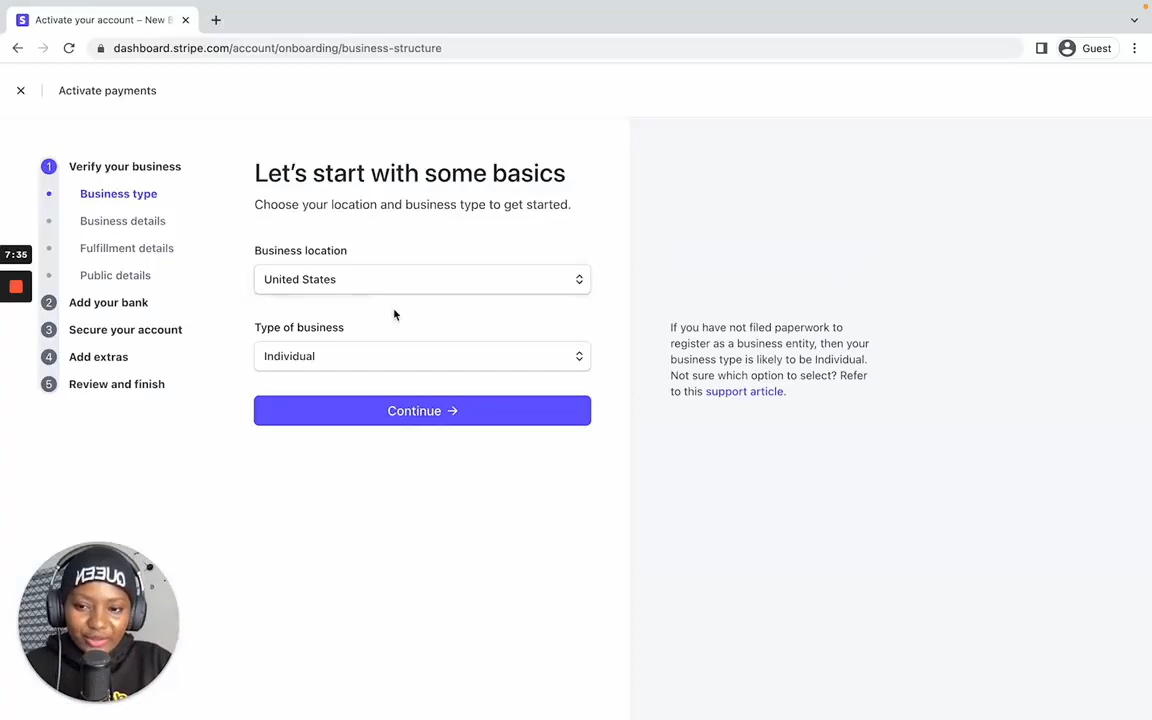 Activate your account – New B
dashboard.stripe.com/account/onboarding/business-structure
Guest
Activate payments
1 Verify your business
Business type
Business details
Fulfillment details
Public details
2 Add your bank
3 Secure your account
4 Add extras
5 Review and finish
7:35
Let's start with some basics
Choose your location and business type to get started.
Business location
United States
Type of business
Individual
Continue →
If you have not filed paperwork to
register as a business entity, then your
business type is likely to be Individual.
Not sure which option to select? Refer
to this support article.
QUEEN